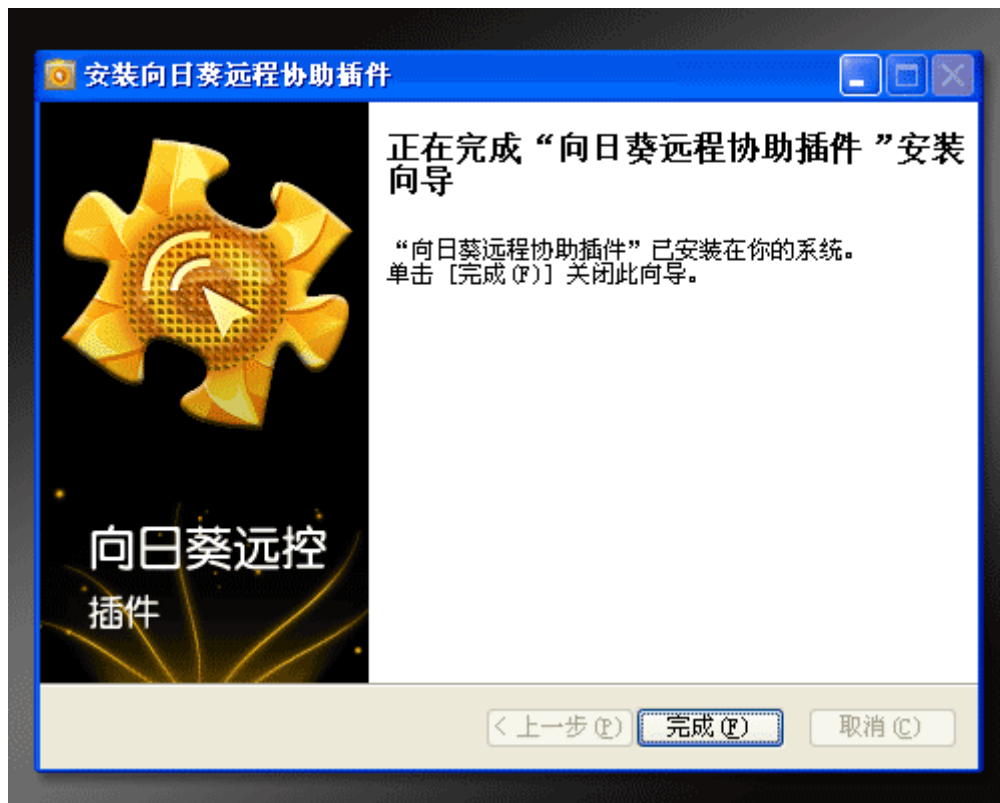 安装向日葵远程协助插件
正在完成“向日葵远程协助插件 ”安装
向导
“向日葵远程协助插件”已安装在你的系统。
单击 [完成(F)] 关闭此向导。
向日葵远控
插件
< 上一步(P)
完成(F)
取消(C)